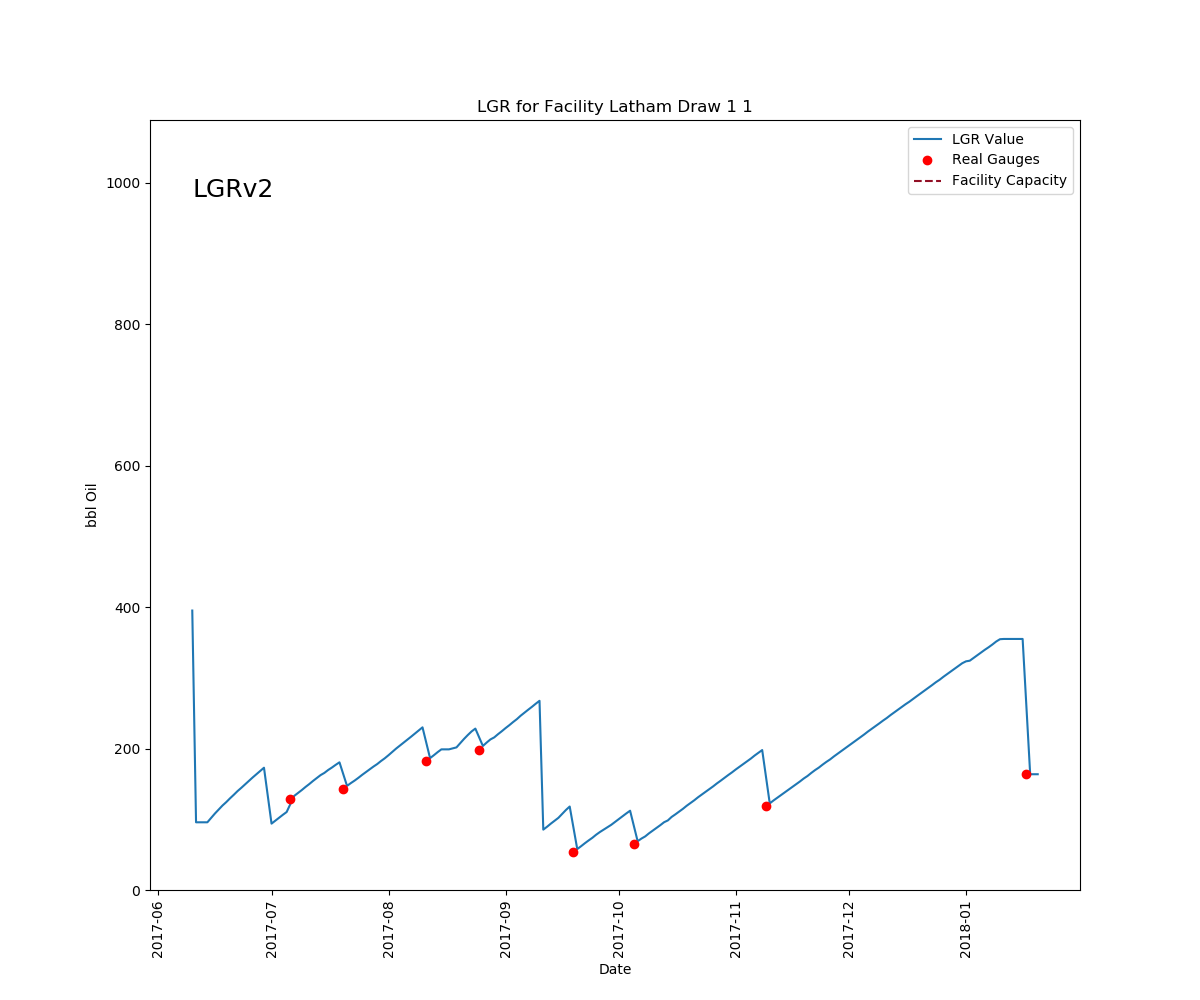 LGR for Facility Latham Draw 1 1
LGR Value
Real Gauges
Facility Capacity
LGRv2
1000
800
600
400
200
0
bbl Oil
2017-06
2017-07
2017-08
2017-09
2017-10
2017-11
2017-12
2018-01
Date